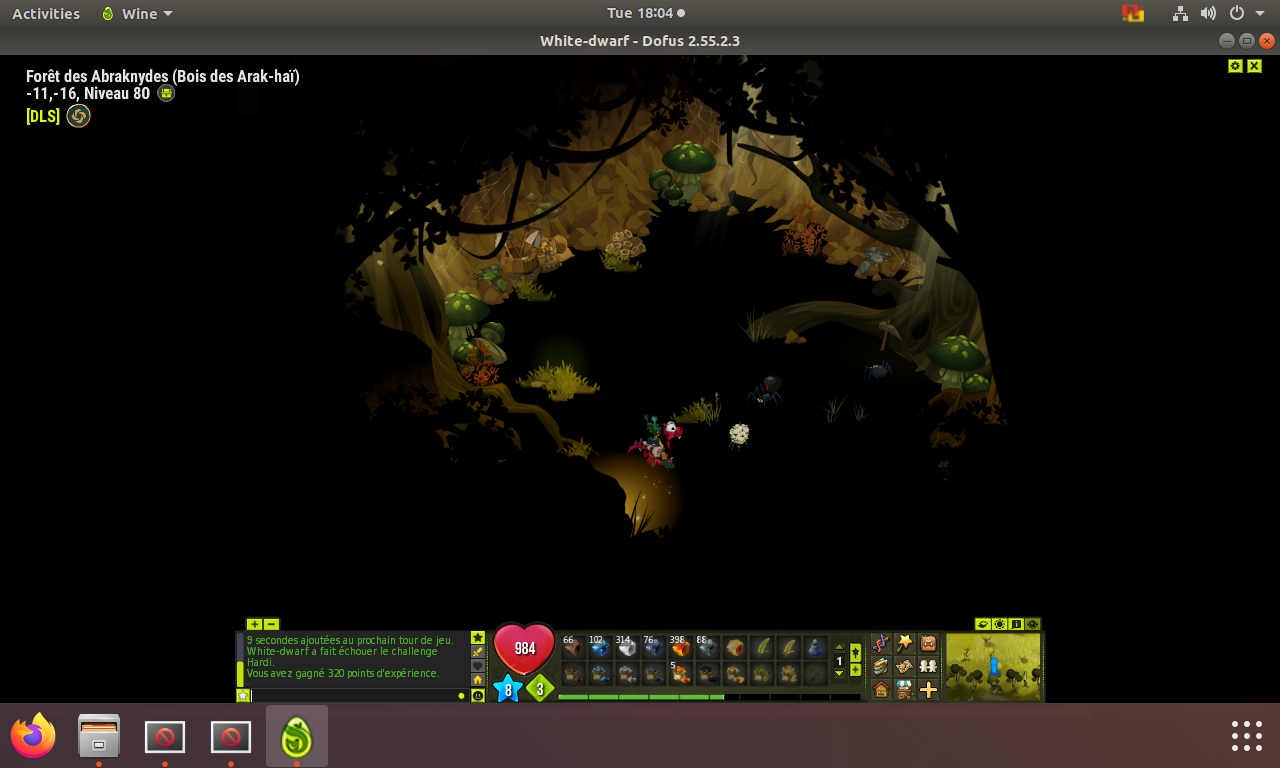 Activities Wine Tue 18:04
White-dwarf - Dofus 2.55.2.3
Forêt des Abraknydes (Bois des Arak-haï)
-11,-16, Niveau 80
[DLS]
9 secondes ajoutées au prochain tour de jeu.
White-dwarf a fait échouer le challenge
Hardi.
Vous avez gagné 320 points d'expérience.
984
8
3
66 102 314 76 398 88
5
1